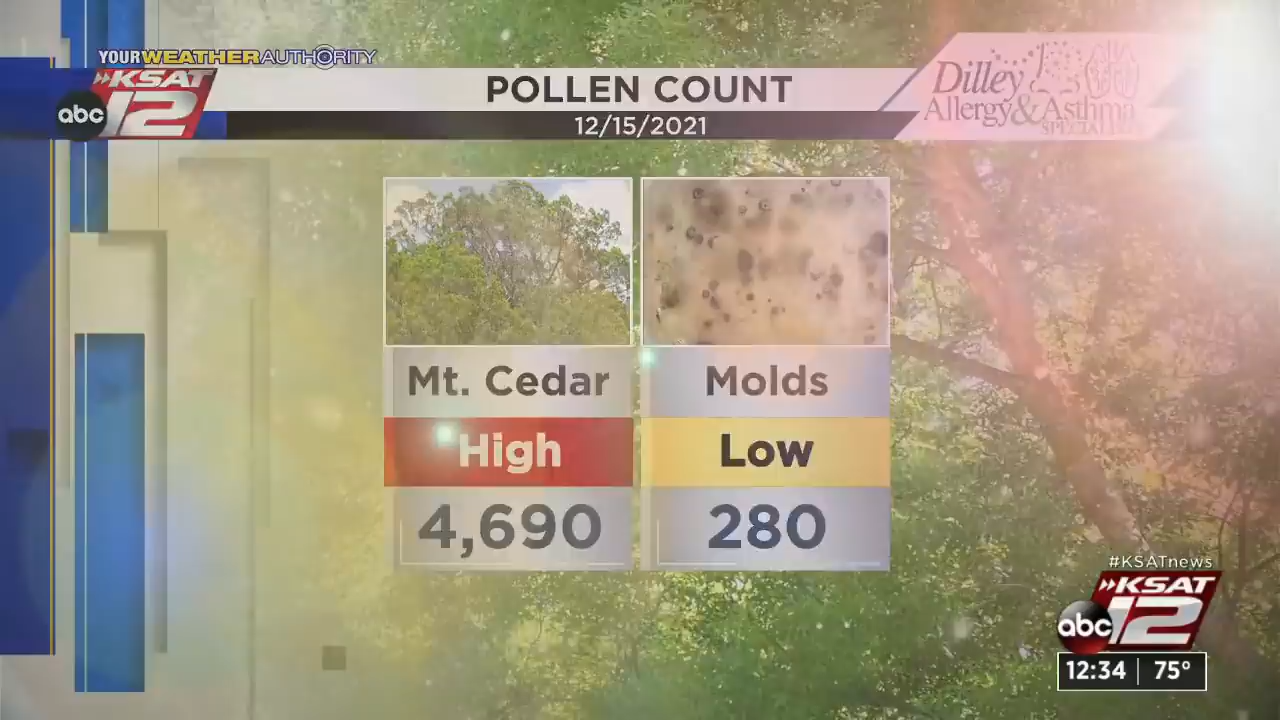 YOUR WEATHER AUTHORITY
KSAT
abc 12
POLLEN COUNT
12/15/2021
Dilley
Allergy & Asthma
Mt. Cedar
High
4,690
Molds
Low
280
#KSATnews
KSAT
abc 12
12:34 75°